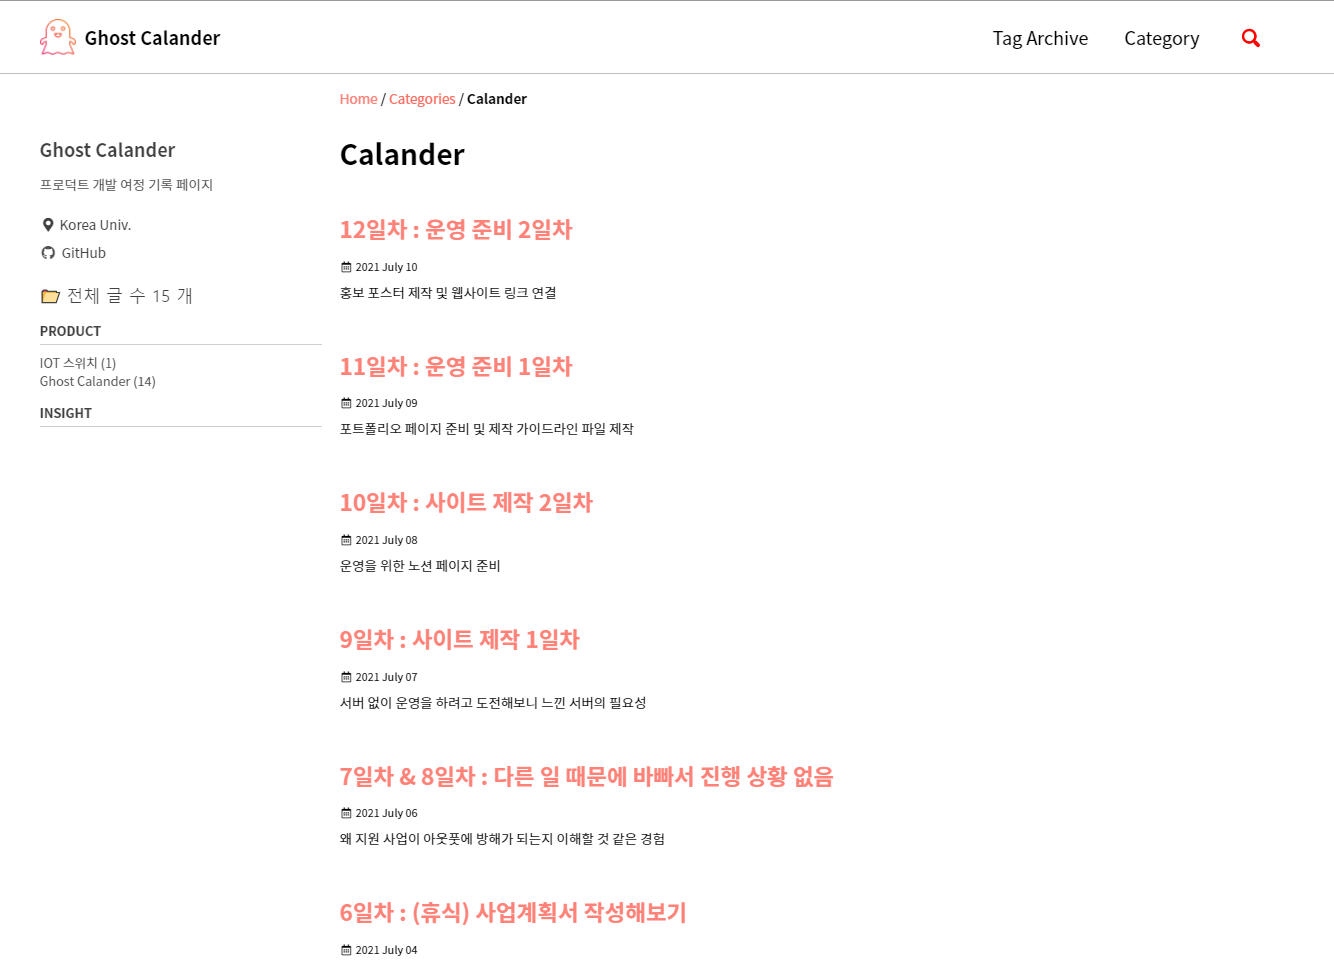 Ghost Calander
Tag Archive
Category
Home / Categories / Calander
Ghost Calander
프로덕트 개발 여정 기록 페이지
Korea Univ.
GitHub
전체 글 수 15 개
PRODUCT
IOT 스위치 (1)
Ghost Calander (14)
INSIGHT
Calander
12일차 : 운영 준비 2일차
2021 July 10
홍보 포스터 제작 및 웹사이트 링크 연결
11일차 : 운영 준비 1일차
2021 July 09
포트폴리오 페이지 준비 및 제작 가이드라인 파일 제작
10일차 : 사이트 제작 2일차
2021 July 08
운영을 위한 노션 페이지 준비
9일차 : 사이트 제작 1일차
2021 July 07
서버 없이 운영을 하려고 도전해보니 느낀 서버의 필요성
7일차 & 8일차 : 다른 일 때문에 바빠서 진행 상황 없음
2021 July 06
왜 지원 사업이 아웃풋에 방해가 되는지 이해할 것 같은 경험
6일차 : (휴식) 사업계획서 작성해보기
2021 July 04